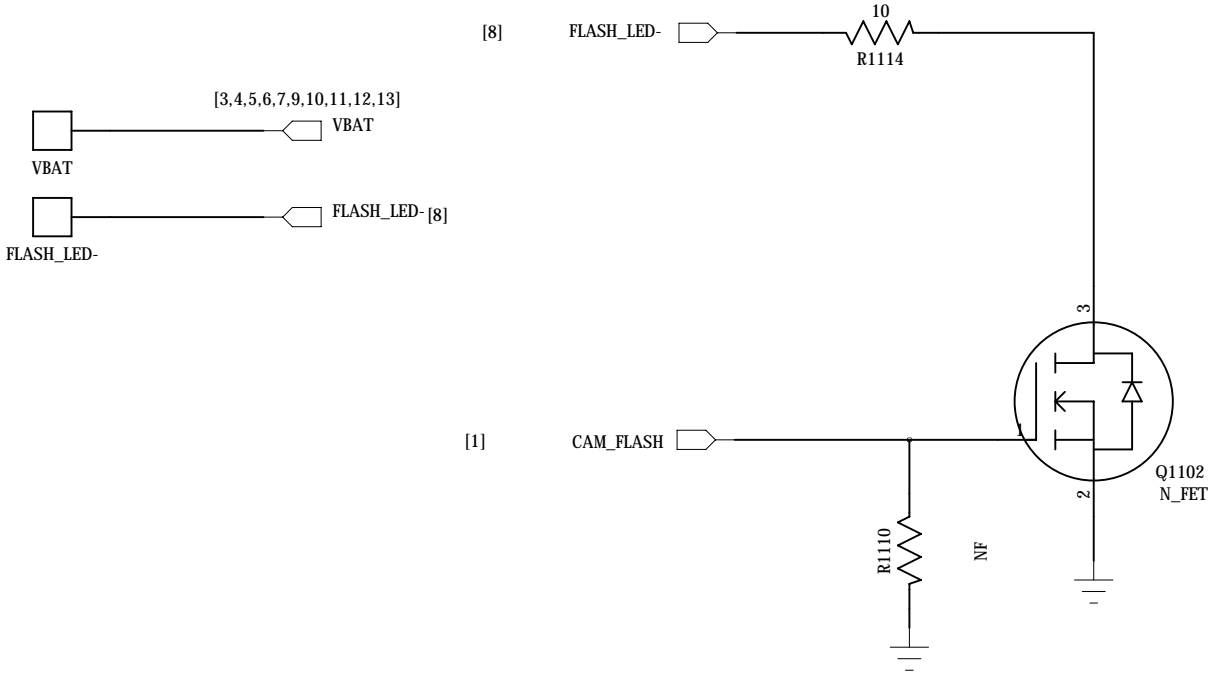 10
[8] FLASH_LED-
R1114
[3,4,5,6,7,9,10,11,12,13]
VBAT
VBAT
FLASH_LED- [8]
FLASH_LED-
3
[1] CAM_FLASH
1
Q1102
N_FET
2
R1110
NF